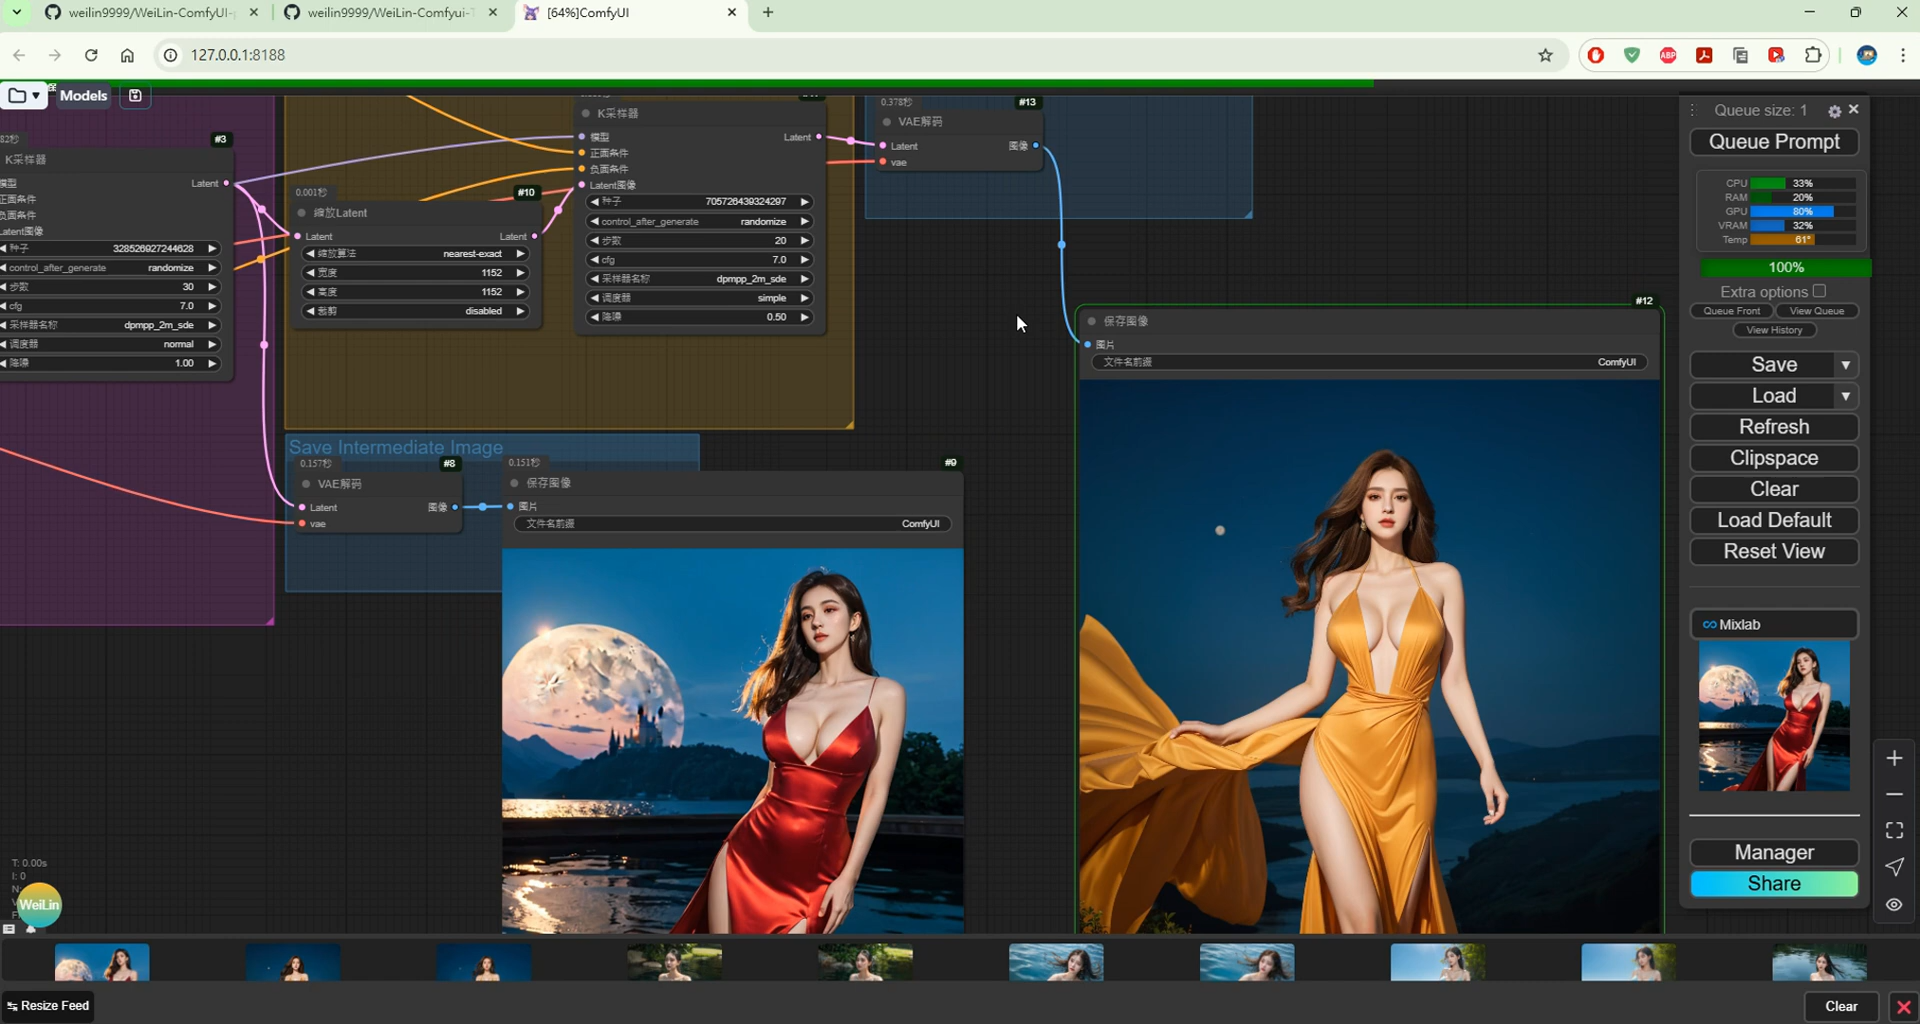 weilin9999/WeiLin-ComfyUI-
weilin9999/WeiLin-Comfyui-
[64%]ComfyUI
127.0.0.1:8188
Models
82秒
#3
K采样器
模型
Latent
正面条件
负面条件
Latent图像
种子 328526927244628
control_after_generate randomize
步数 30
cfg 7.0
采样器名称 dpmpp_2m_sde
调度器 normal
降噪 1.00
0.001秒
#10
缩放Latent
Latent Latent
缩放算法 nearest-exact
宽度 1152
高度 1152
裁剪 disabled
K采样器
模型 Latent
正面条件
负面条件
Latent图像
种子 705726439324297
control_after_generate randomize
步数 20
cfg 7.0
采样器名称 dpmpp_2m_sde
调度器 simple
降噪 0.50
0.378秒
#13
VAE解码
Latent 图像
vae
#12
保存图像
图片
文件名前缀 ComfyUI
Save Intermediate Image
0.157秒
#8
VAE解码
Latent 图像
vae
0.151秒
#9
保存图像
图片
文件名前缀 ComfyUI
Queue size: 1
Queue Prompt
CPU 33%
RAM 20%
GPU 80%
VRAM 32%
Temp 61°
100%
Extra options
Queue Front View Queue
View History
Save
Load
Refresh
Clipspace
Clear
Load Default
Reset View
Mixlab
Manager
Share
T: 0.00s
I: 0
N:
V
F
WeiLin
Resize Feed
Clear